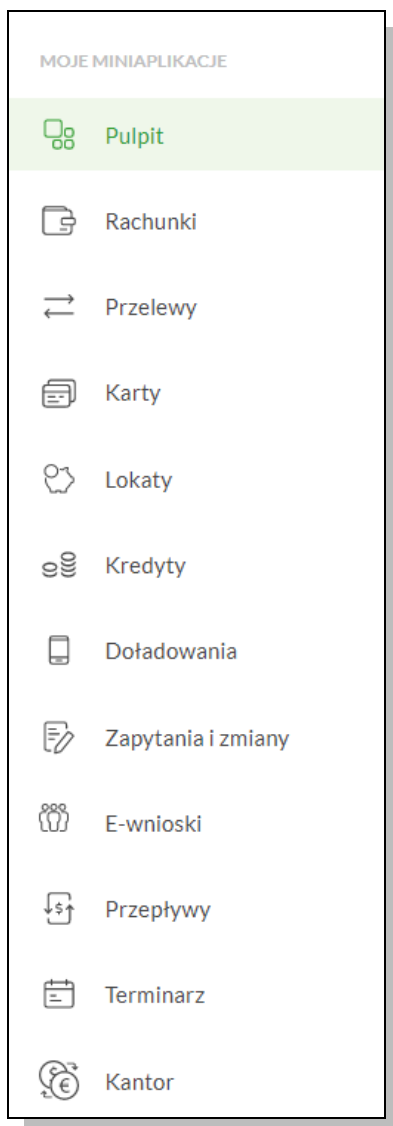 MOJE MINIAPLIKACJE
Pulpit
Rachunki
Przelewy
Karty
Lokaty
Kredyty
Doładowania
Zapytania i zmiany
E-wnioski
Przepływy
Terminarz
Kantor